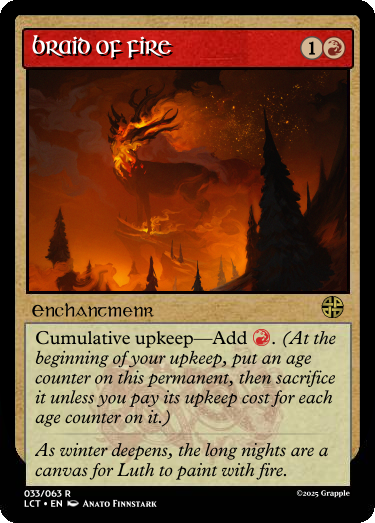 Braid of Fire
1
Enchantmenr
Cumulative upkeep—Add . (At the
beginning of your upkeep, put an age
counter on this permanent, then sacrifice
it unless you pay its upkeep cost for each
age counter on it.)
As winter deepens, the long nights are a
canvas for Luth to paint with fire.
033/063 R
©2025 Grapple
LCT • EN Anato Finnstark